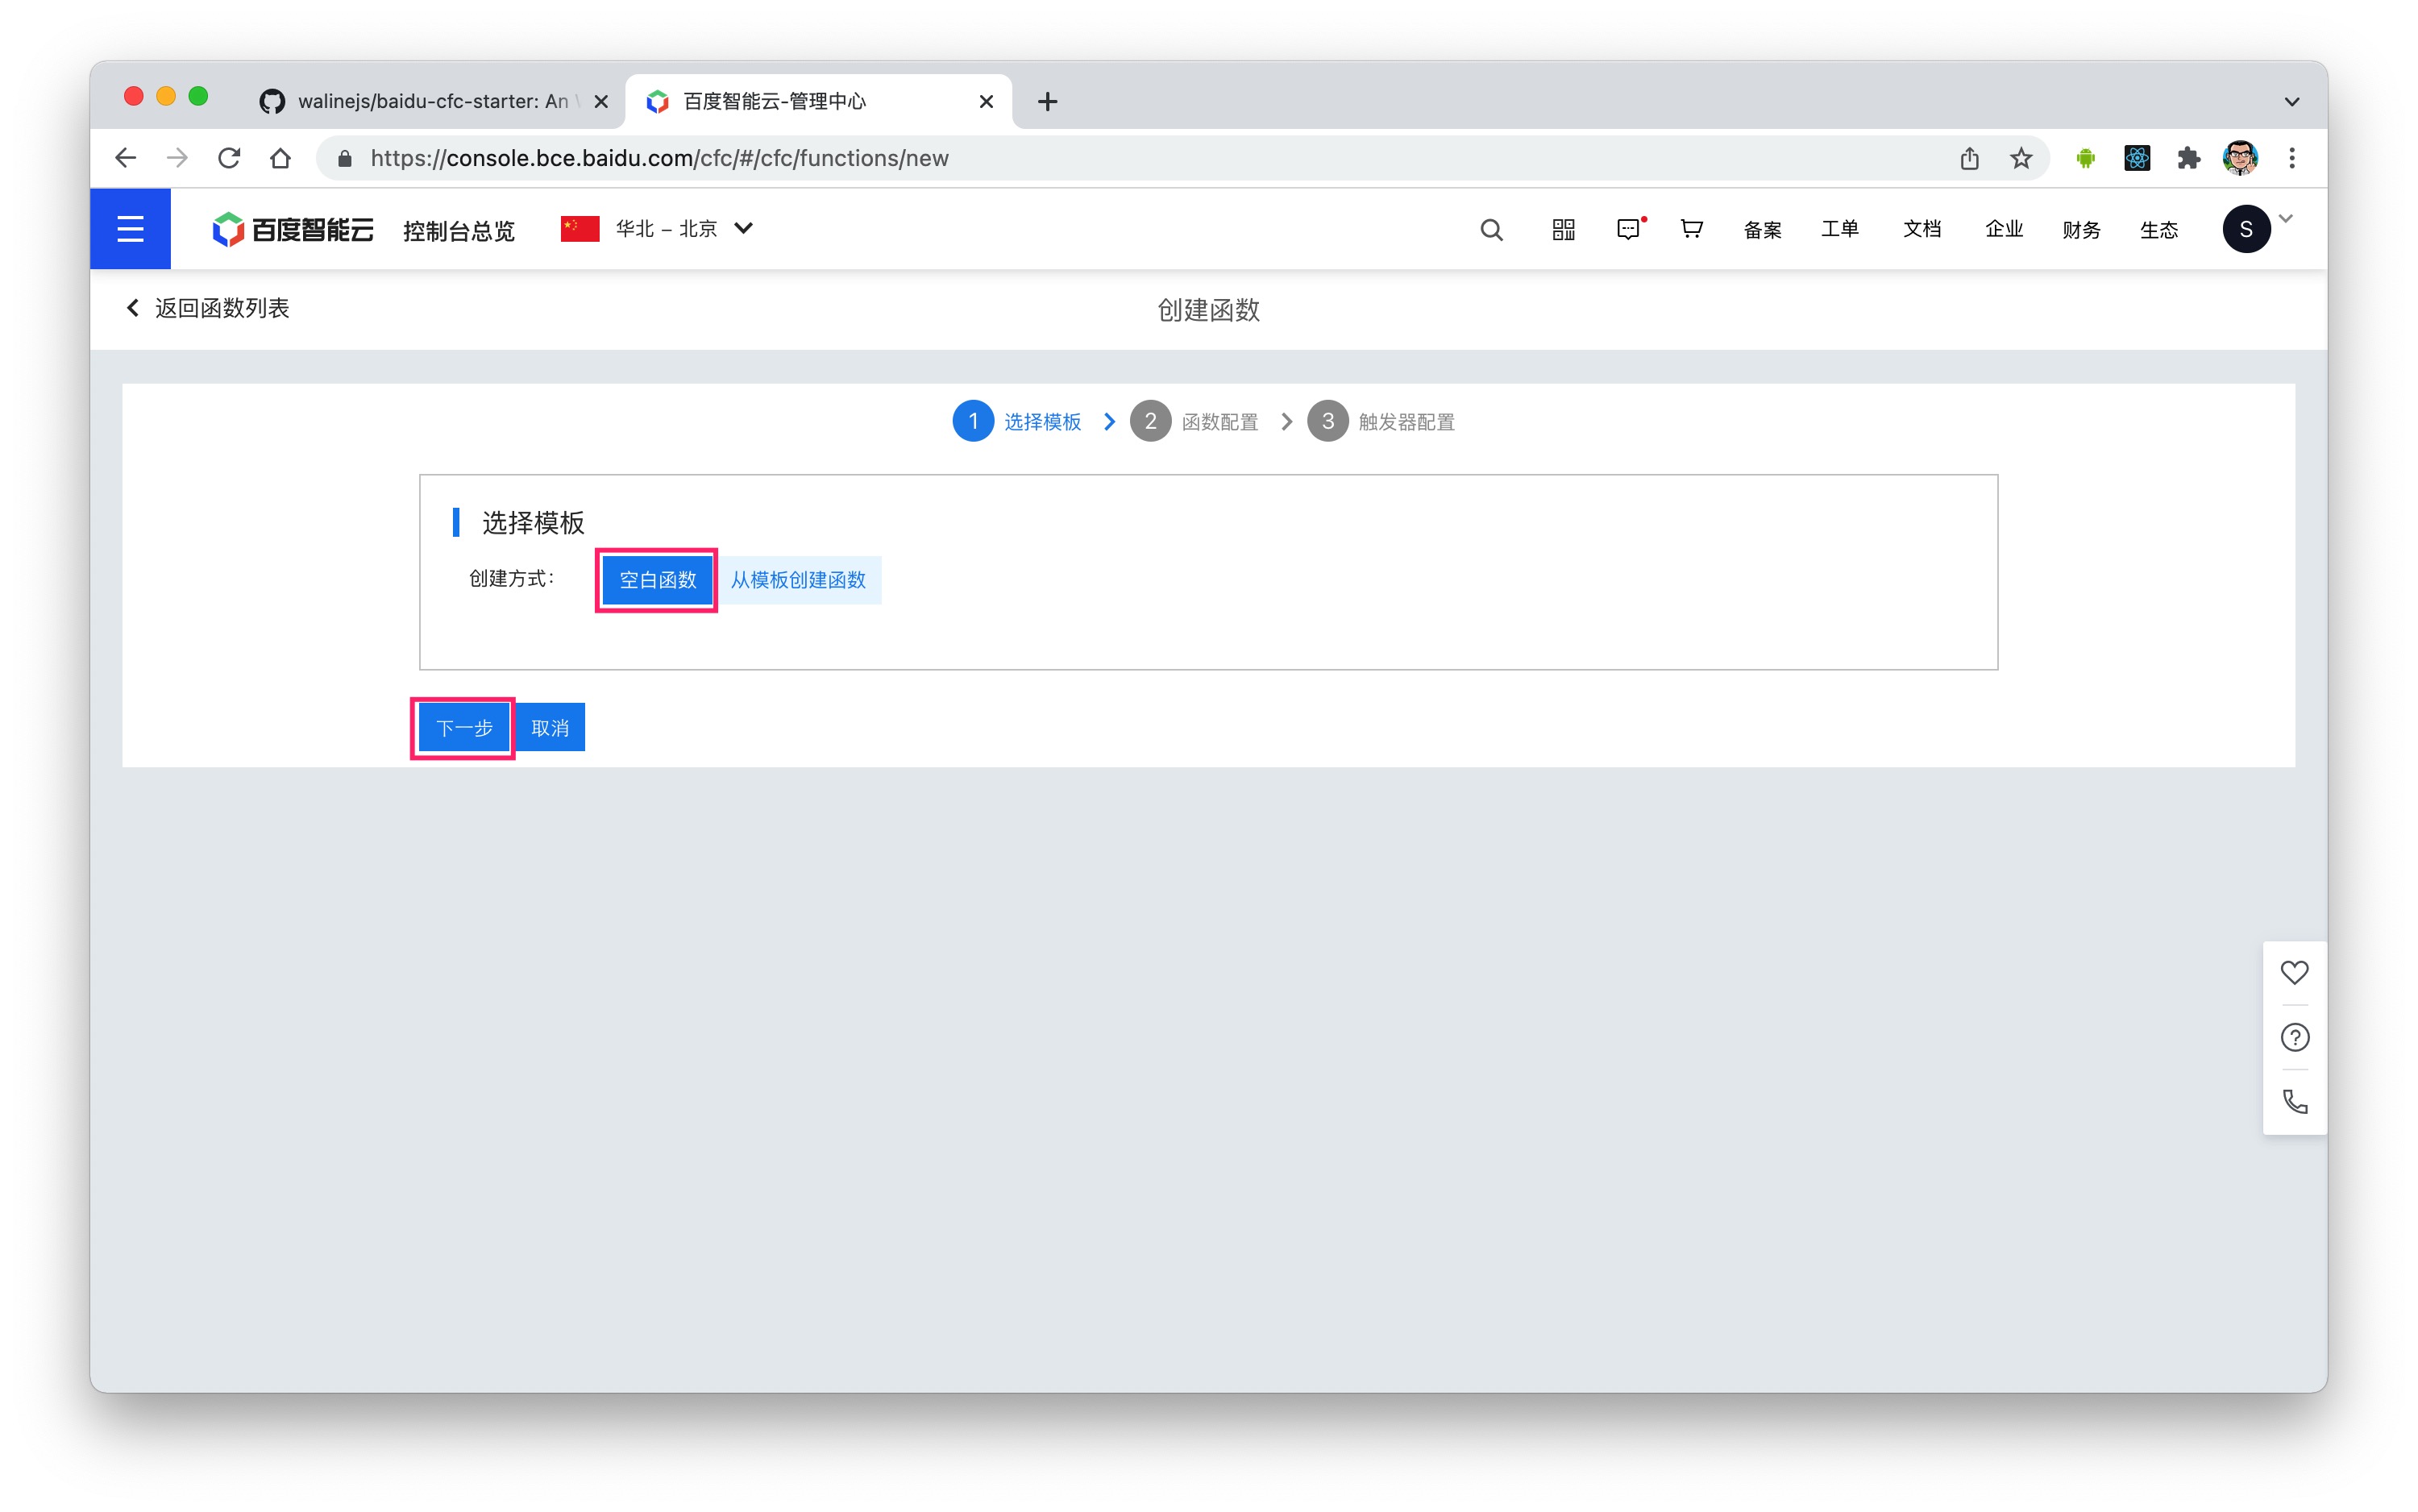 walinejs/baidu-cfc-starter: An
百度智能云-管理中心
https://console.bce.baidu.com/cfc/#/cfc/functions/new
百度智能云 控制台总览 华北 – 北京 备案 工单 文档 企业 财务 生态 S
返回函数列表 创建函数
1 选择模板 2 函数配置 3 触发器配置
选择模板
创建方式: 空白函数 从模板创建函数
下一步 取消